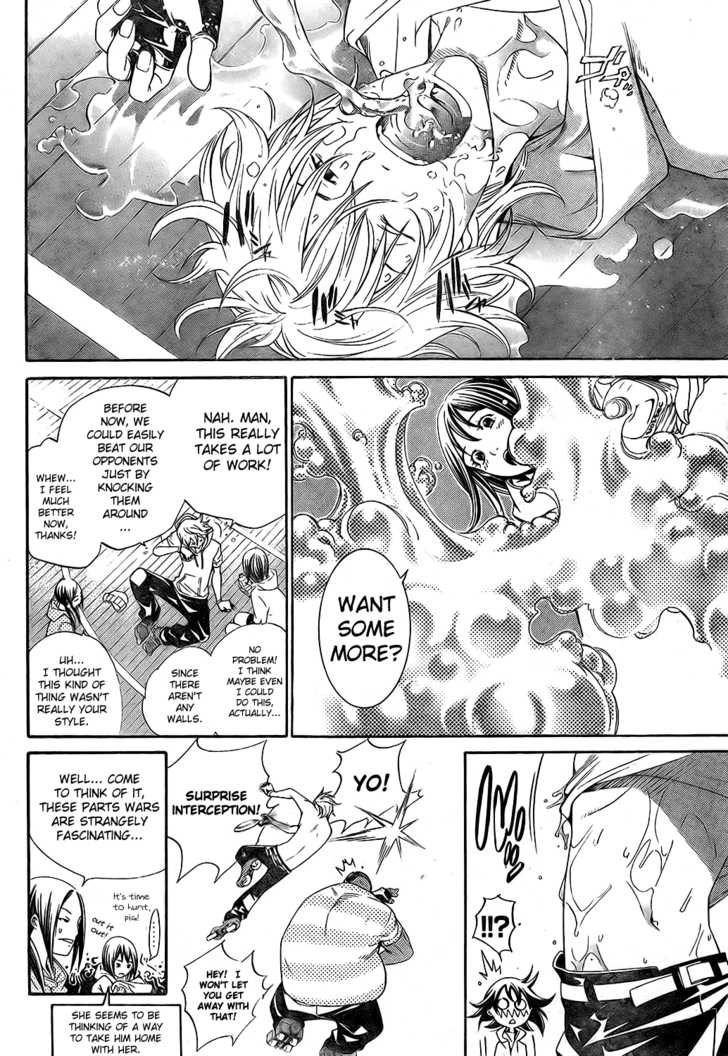 WANT
SOME
MORE?
NAH. MAN,
THIS REALLY
TAKES A LOT
OF WORK!
BEFORE
NOW, WE
COULD EASILY
BEAT OUR
OPPONENTS
JUST BY
KNOCKING
THEM
AROUND
...
WHEW...
I FEEL
MUCH
BETTER
NOW,
THANKS!
NO
PROBLEM!
I THINK
MAYBE EVEN
I COULD
DO THIS,
ACTUALLY...
SINCE
THERE
AREN'T
ANY
WALLS.
UH...
I THOUGHT
THIS KIND OF
THING WASN'T
REALLY YOUR
STYLE.
!!?
YO!
SURPRISE
INTERCEPTION!
HEY! I
WON'T LET
YOU GET
AWAY WITH
THAT!
WELL... COME
TO THINK OF IT,
THESE PARTS WARS
ARE STRANGELY
FASCINATING...
It's time
to hunt,
pig!
cut it
out!
SHE SEEMS TO BE
THINKING OF A WAY
TO TAKE HIM HOME
WITH HER.